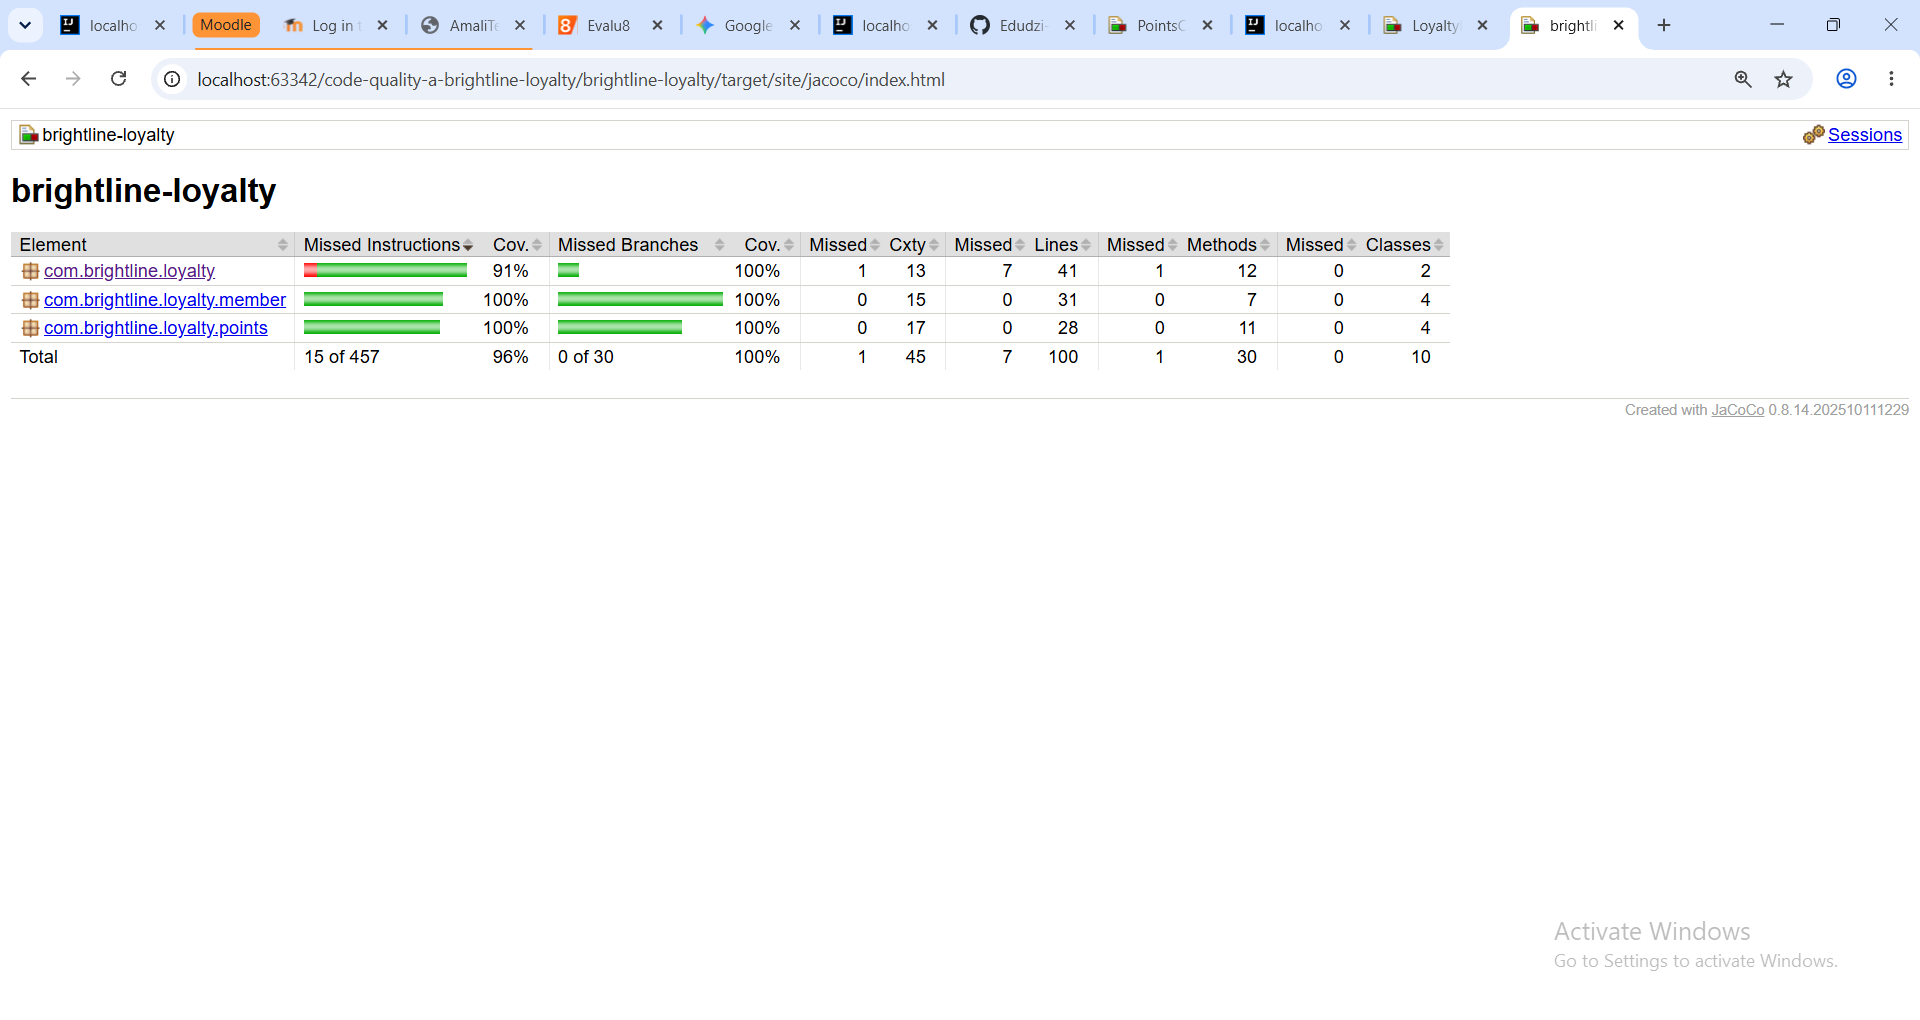 localho
Moodle
Log in t
AmaliTe
Evalu8
Google
localho
Edudzi-
PointsC
localho
Loyalty
brightli
localhost:63342/code-quality-a-brightline-loyalty/brightline-loyalty/target/site/jacoco/index.html
brightline-loyalty
Sessions
brightline-loyalty
Element Missed Instructions Cov. Missed Branches Cov. Missed Cxty Missed Lines Missed Methods Missed Classes
com.brightline.loyalty 91% 100% 1 13 7 41 1 12 0 2
com.brightline.loyalty.member 100% 100% 0 15 0 31 0 7 0 4
com.brightline.loyalty.points 100% 100% 0 17 0 28 0 11 0 4
Total 15 of 457 96% 0 of 30 100% 1 45 7 100 1 30 0 10
Created with JaCoCo 0.8.14.202510111229
Activate Windows
Go to Settings to activate Windows.